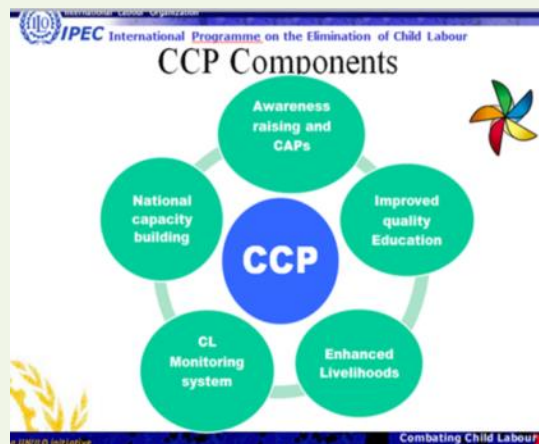 International Labour Organization
IPEC International Programme on the Elimination of Child Labour
CCP Components
Awareness
raising and
CAPs
Improved
quality
Education
Enhanced
Livelihoods
CL
Monitoring
system
National
capacity
building
CCP
initiative
Combating Child Labour